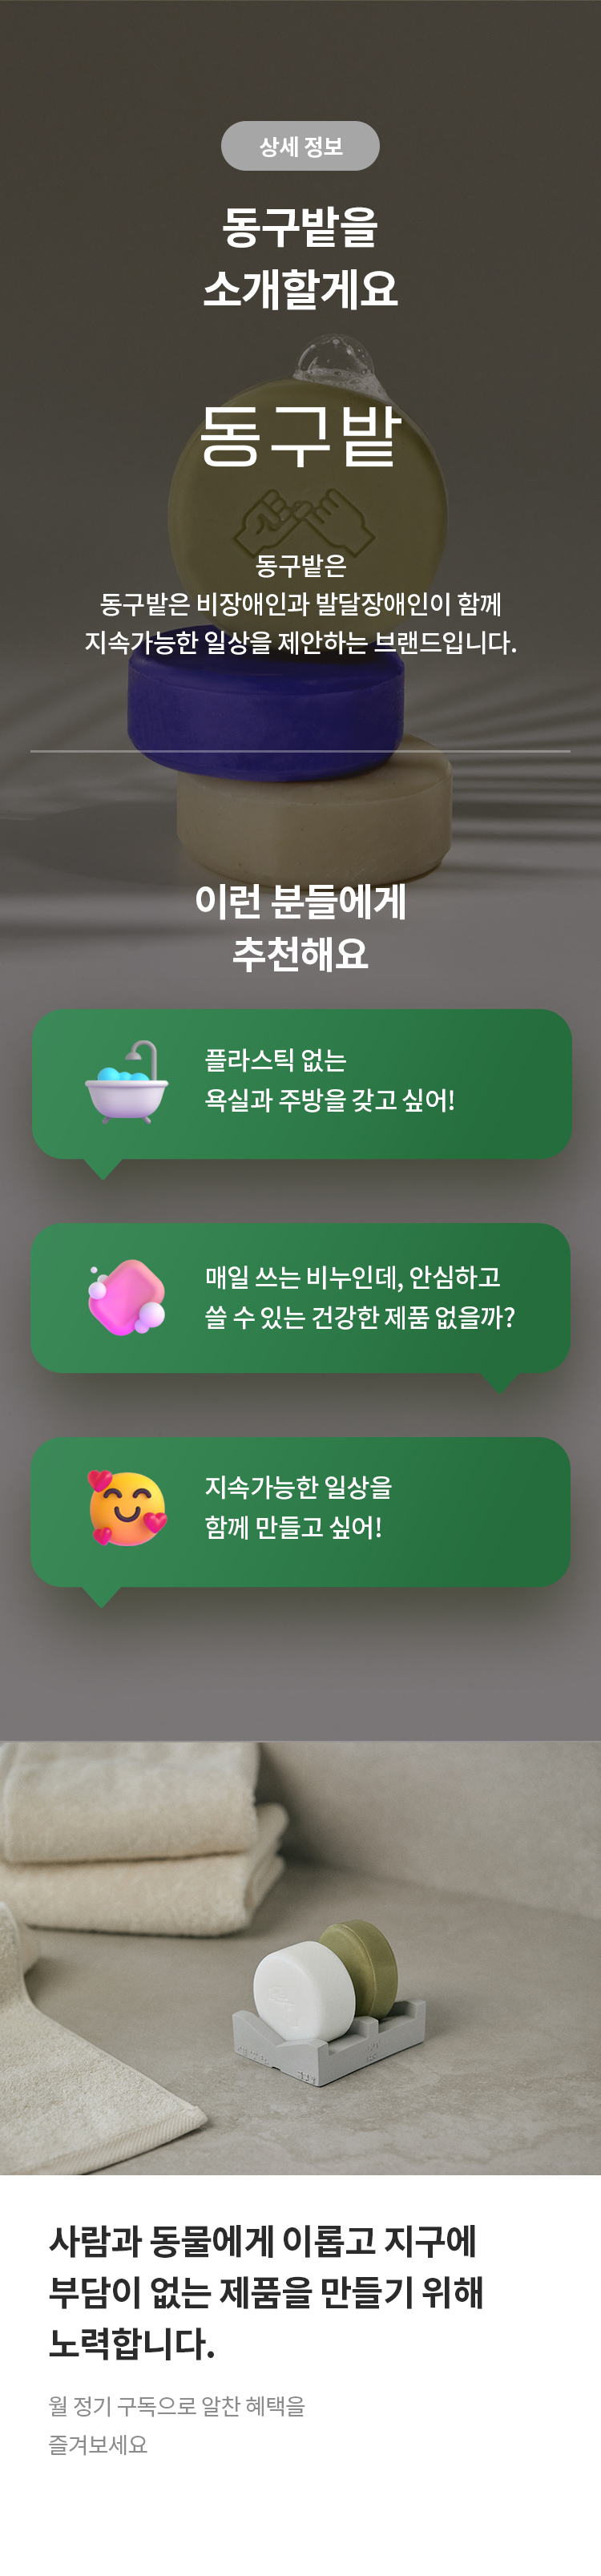 상세 정보
동구밭을
소개할게요
동구밭
동구밭은
동구밭은 비장애인과 발달장애인이 함께
지속가능한 일상을 제안하는 브랜드입니다.
이런 분들에게
추천해요
플라스틱 없는
욕실과 주방을 갖고 싶어!
매일 쓰는 비누인데, 안심하고
쓸 수 있는 건강한 제품 없을까?
지속가능한 일상을
함께 만들고 싶어!
사람과 동물에게 이롭고 지구에
부담이 없는 제품을 만들기 위해
노력합니다.
월 정기 구독으로 알찬 혜택을
즐겨보세요